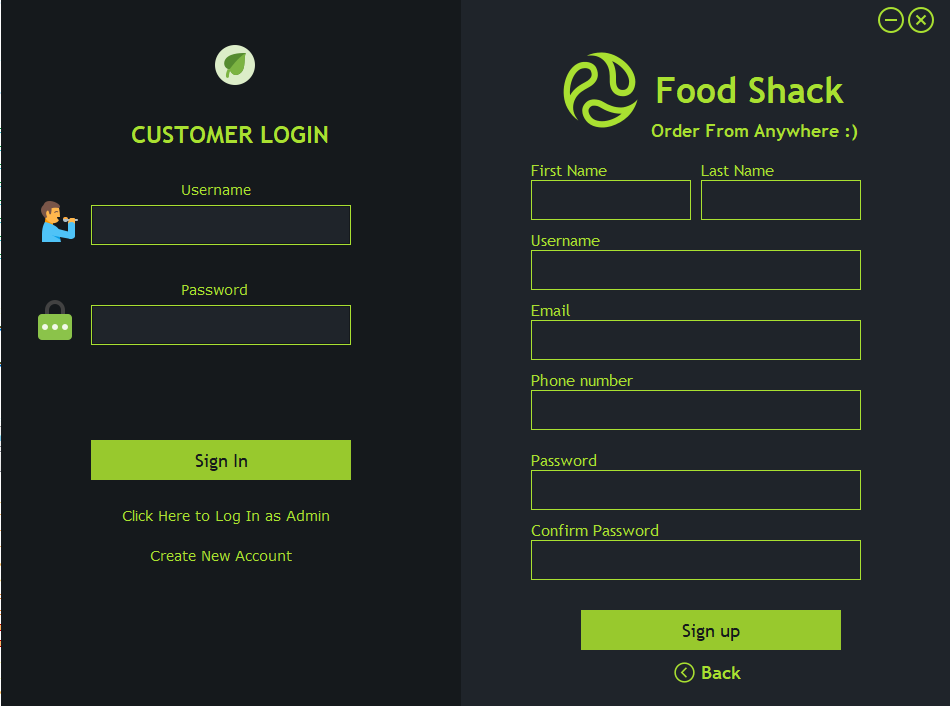 CUSTOMER LOGIN
Username
Password
Sign In
Click Here to Log In as Admin
Create New Account
Food Shack
Order From Anywhere :)
First Name Last Name
Username
Email
Phone number
Password
Confirm Password
Sign up
Back